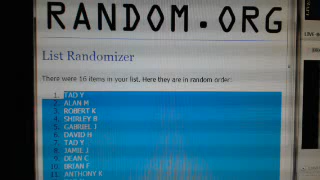 RANDOM.ORG
List Randomizer
There were 16 items in your list. Here they are in random order:
TAD Y
ALAN M
ROBERT K
SHIRLEY B
GABRIEL J
DAVID H
TAD Y
JAMIE J
DEAN C
BRIAN F
ANTHONY K